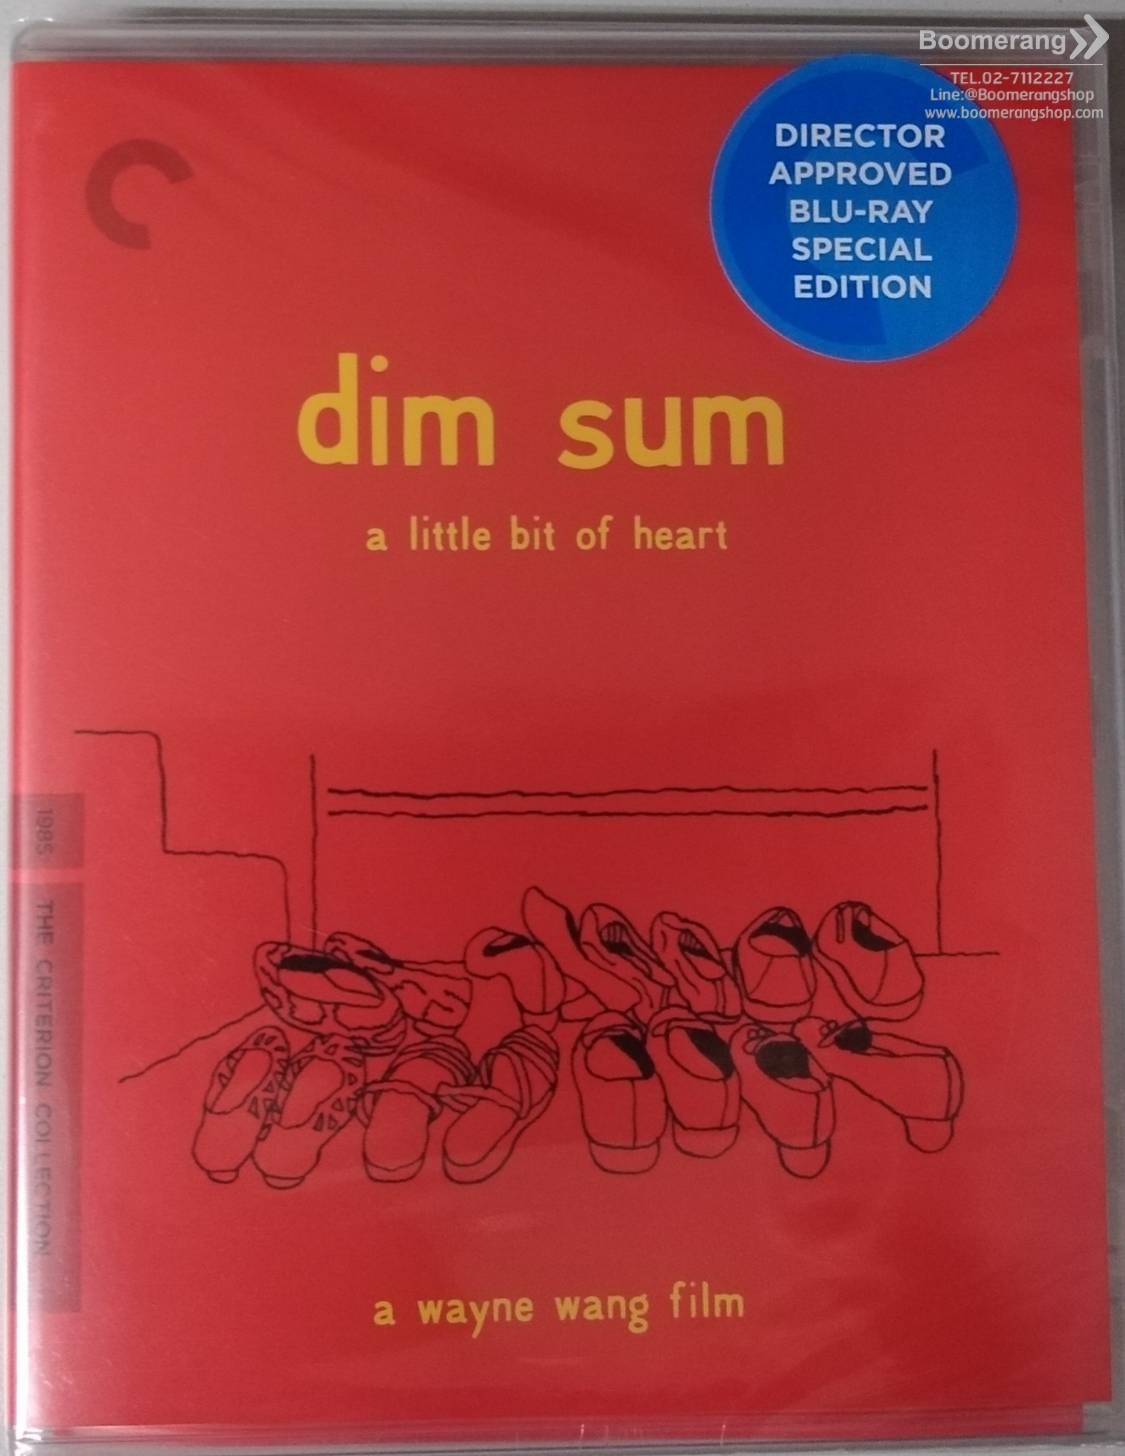 Boomerang
TEL.02-7112227
Line:@Boomerangshop
www.boomerangshop.com
DIRECTOR
APPROVED
BLU-RAY
SPECIAL
EDITION
dim sum
a little bit of heart
1985
THE CRITERION COLLECTION
a wayne wang film